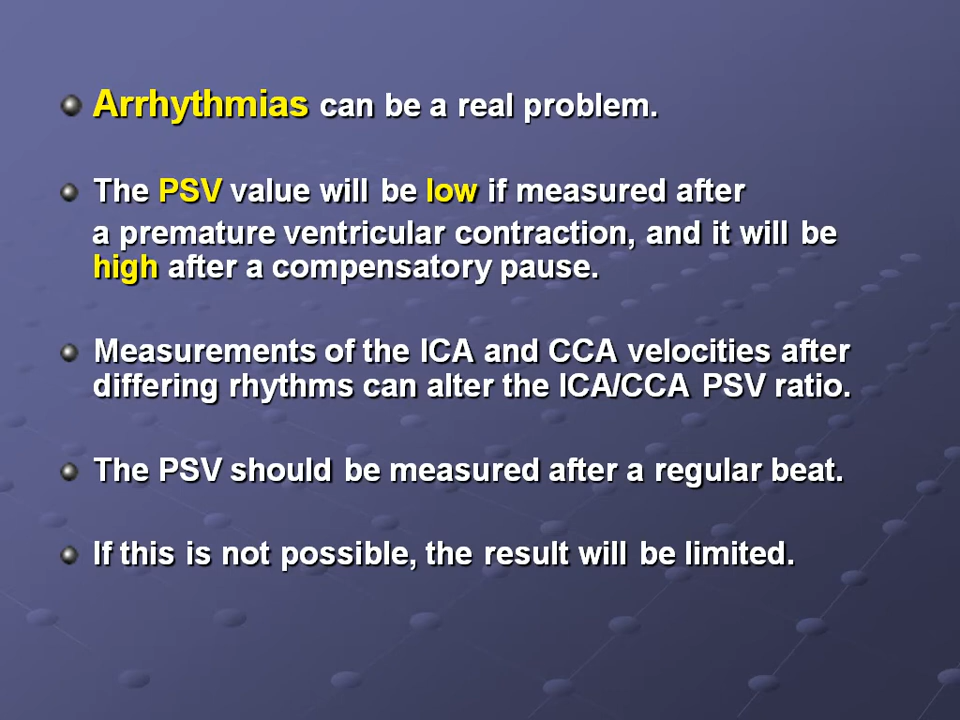 Arrhythmias can be a real problem.
The PSV value will be low if measured after
a premature ventricular contraction, and it will be
high after a compensatory pause.
Measurements of the ICA and CCA velocities after
differing rhythms can alter the ICA/CCA PSV ratio.
The PSV should be measured after a regular beat.
If this is not possible, the result will be limited.